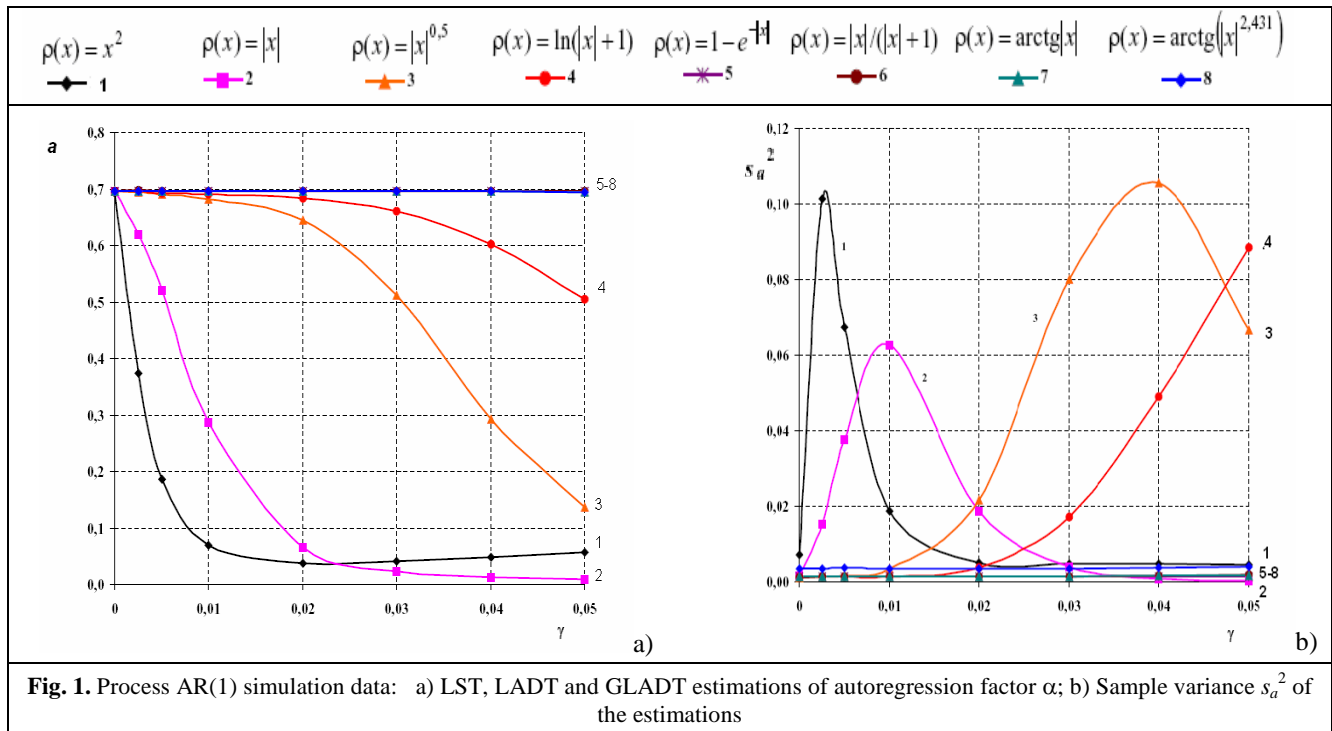 ρ(x) = x² ρ(x) = |x| ρ(x) = |x|^0,5 ρ(x) = ln(|x| + 1) ρ(x) = 1 − e^−|x| ρ(x) = |x|/(|x| + 1) ρ(x) = arctg|x| ρ(x) = arctg(|x|^2,431)
1 2 3 4 5 6 7 8
a
0,8
0,7
0,6
0,5
0,4
0,3
0,2
0,1
0,0
0 0,01 0,02 0,03 0,04 0,05
γ
5-8
4
3
1
2
a)
s a 2
0,12
0,10
0,08
0,06
0,04
0,02
0,00
0 0,01 0,02 0,03 0,04 0,05
γ
1
2
3
4
3
1
5-8
2
b)
Fig. 1. Process AR(1) simulation data: a) LST, LADT and GLADT estimations of autoregression factor α; b) Sample variance sₐ² of
the estimations